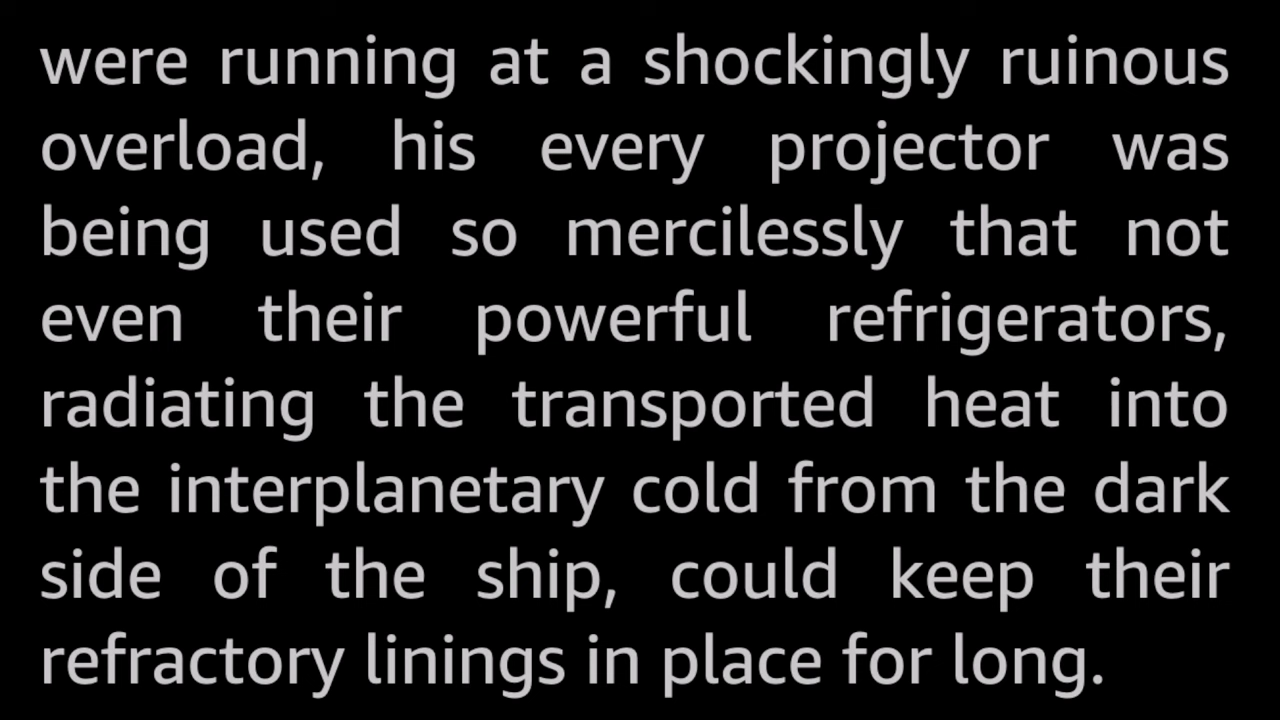 were running at a shockingly ruinous
overload, his every projector was
being used so mercilessly that not
even their powerful refrigerators,
radiating the transported heat into
the interplanetary cold from the dark
side of the ship, could keep their
refractory linings in place for long.